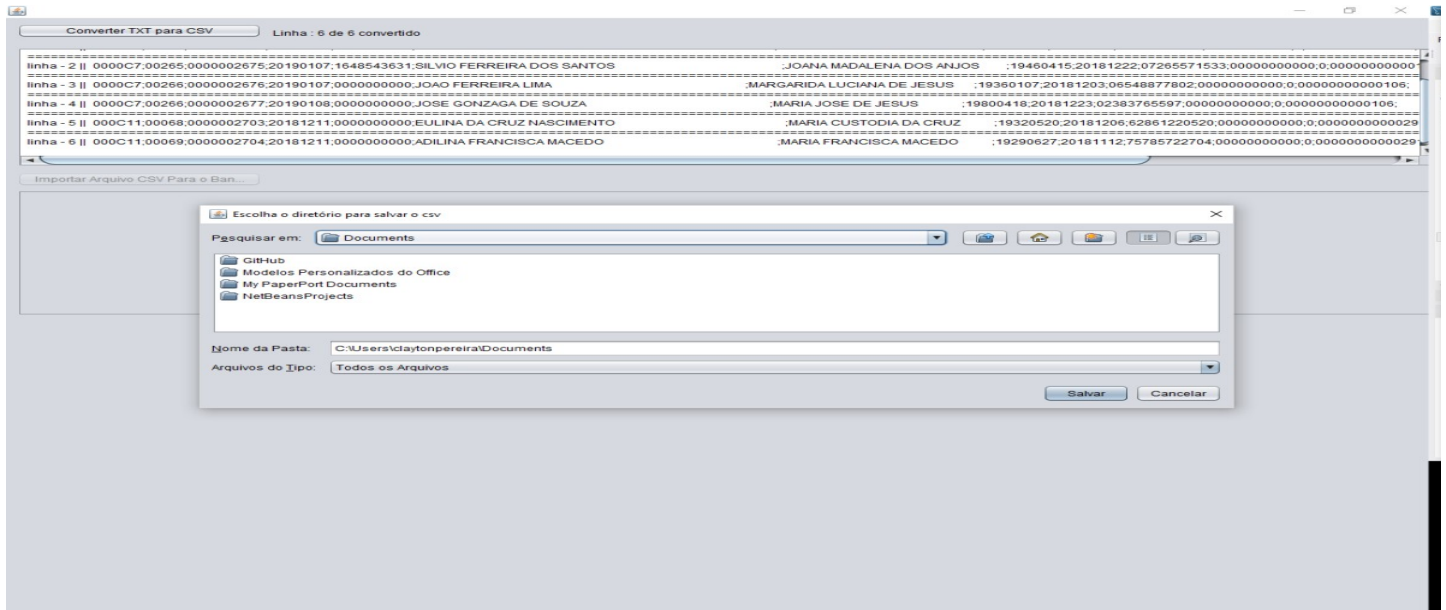 Converter TXT para CSV Linha : 6 de 6 convertido
linha - 2 || 0000C7;00265;0000002675;20190107;1648543631;SILVIO FERREIRA DOS SANTOS ;JOANA MADALENA DOS ANJOS ;19460415;20181222;07265571533;00000000000;0;0000000000001
linha - 3 || 0000C7;00266;0000002676;20190107;0000000000;JOAO FERREIRA LIMA ;MARGARIDA LUCIANA DE JESUS ;19360107;20181203;06548877802;00000000000;0;00000000000106;
linha - 4 || 0000C7;00266;0000002677;20190108;0000000000;JOSE GONZAGA DE SOUZA ;MARIA JOSE DE JESUS ;19800418;20181223;02383765597;00000000000;0;00000000000106;
linha - 5 || 000C11;00068;0000002703;20181211;0000000000;EULINA DA CRUZ NASCIMENTO ;MARIA CUSTODIA DA CRUZ ;19320520;20181206;62861220520;00000000000;0;000000000029
linha - 6 || 000C11;00069;0000002704;20181211;0000000000;ADILINA FRANCISCA MACEDO ;MARIA FRANCISCA MACEDO ;19290627;20181112;75785722704;00000000000;0;000000000029
Importar Arquivo CSV Para o Ban...
Escolha o diretório para salvar o csv
Pesquisar em: Documents
GitHub
Modelos Personalizados do Office
My PaperPort Documents
NetBeansProjects
Nome da Pasta: C:\Users\claytonpereira\Documents
Arquivos do Tipo: Todos os Arquivos
Salvar Cancelar